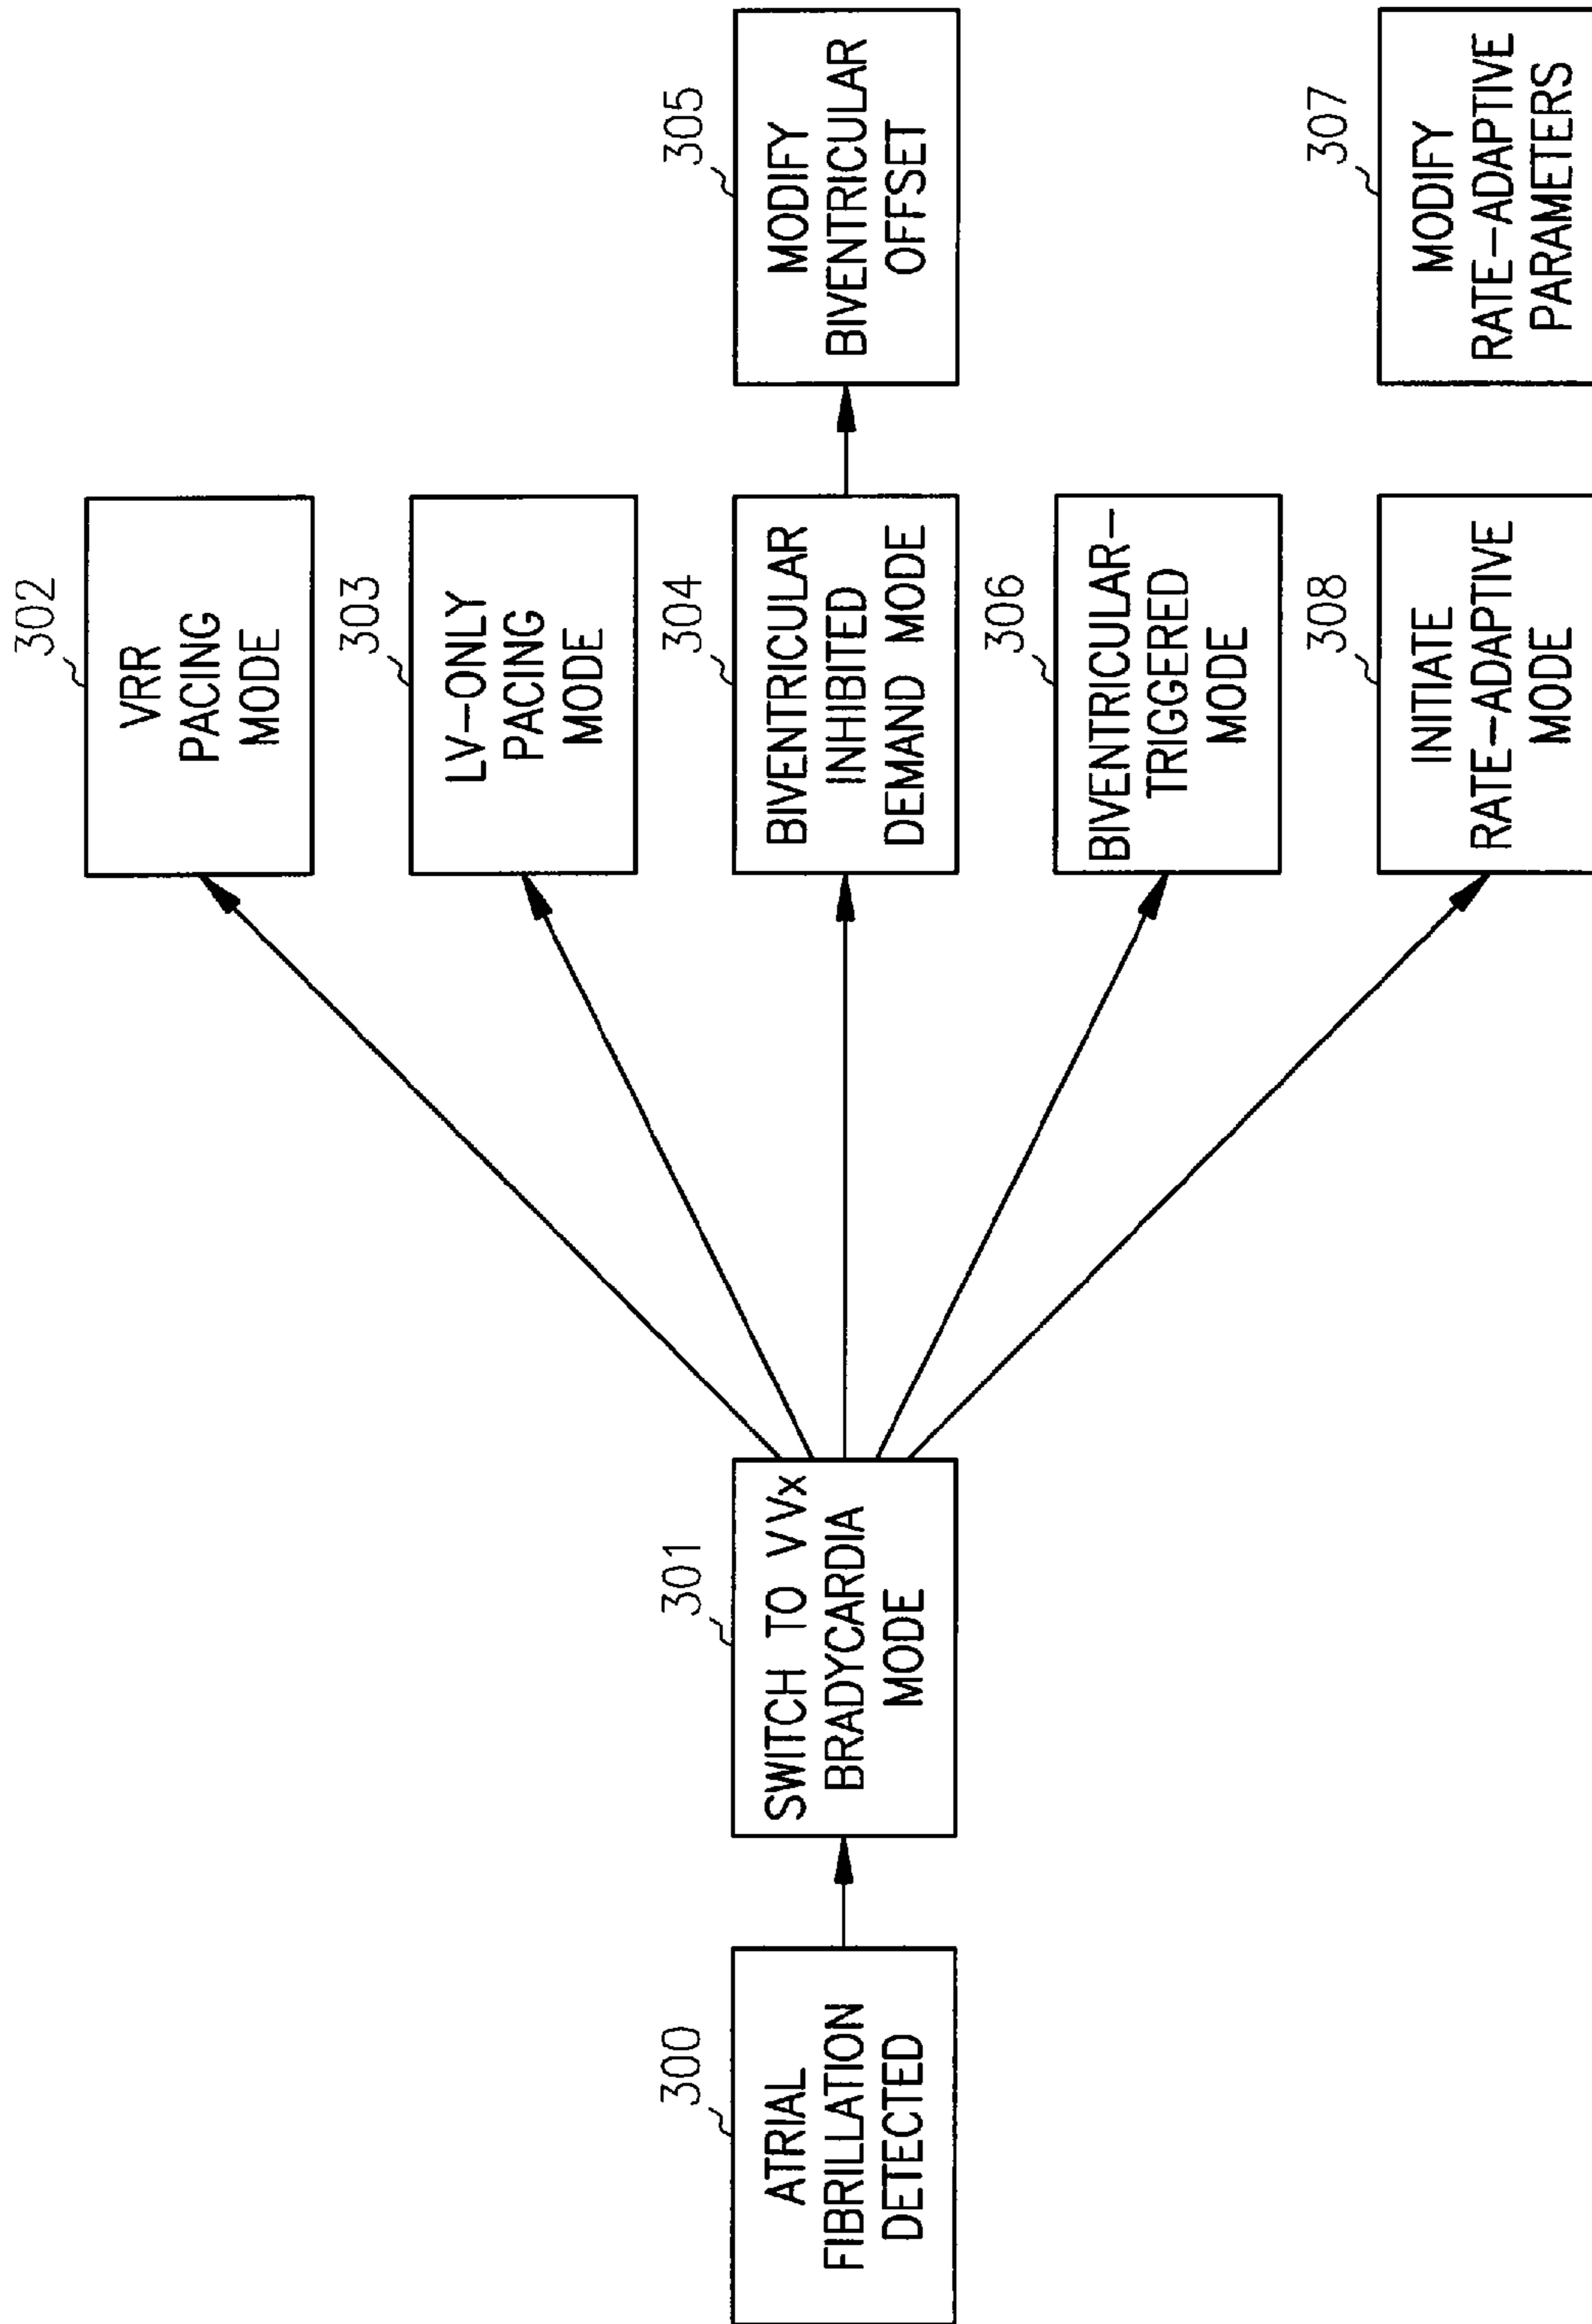 300
ATRIAL
FIBRILLATION
DETECTED
301
SWITCH TO VVx
BRADYCARDIA
MODE
302
VRR
PACING
MODE
303
LV-ONLY
PACING
MODE
304
BIVENTRICULAR
INHIBITED
DEMAND MODE
305
MODIFY
BIVENTRICULAR
OFFSET
306
BIVENTRICULAR-
TRIGGERED
MODE
308
INITIATE
RATE-ADAPTIVE
MODE
307
MODIFY
RATE-ADAPTIVE
PARAMETERS